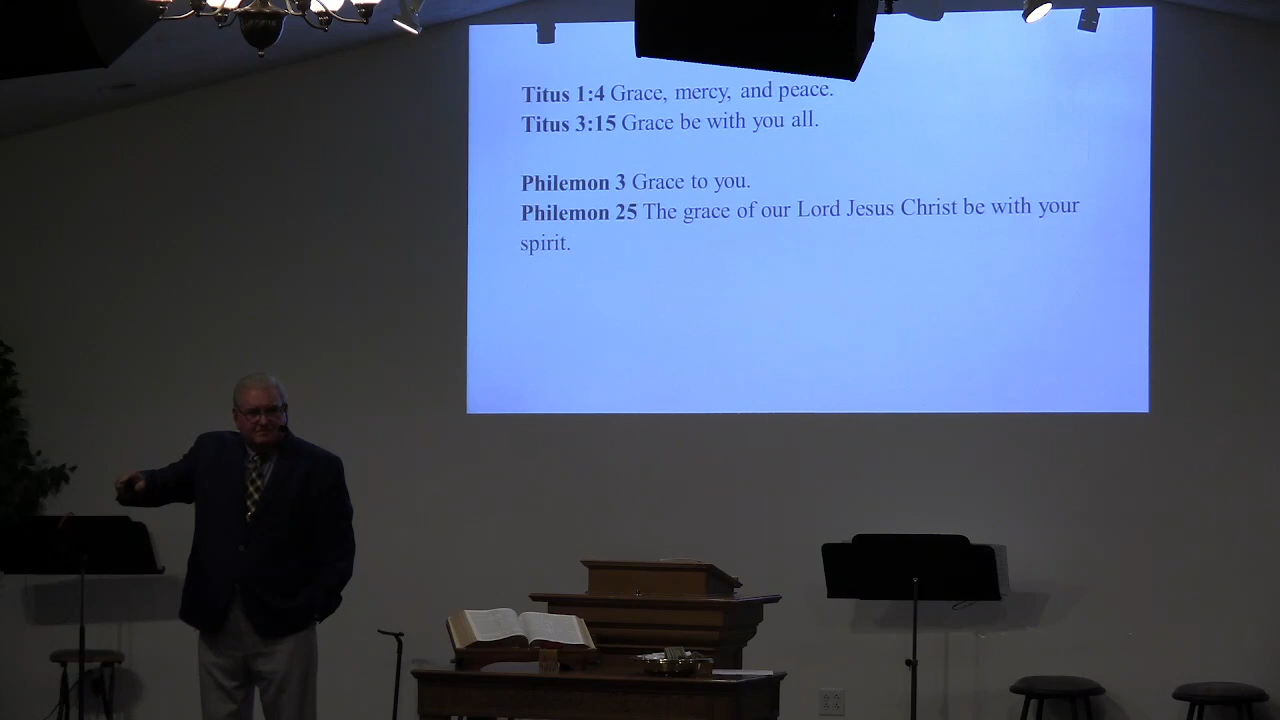 Titus 1:4 Grace, mercy, and peace.
Titus 3:15 Grace be with you all.
Philemon 3 Grace to you.
Philemon 25 The grace of our Lord Jesus Christ be with your
spirit.